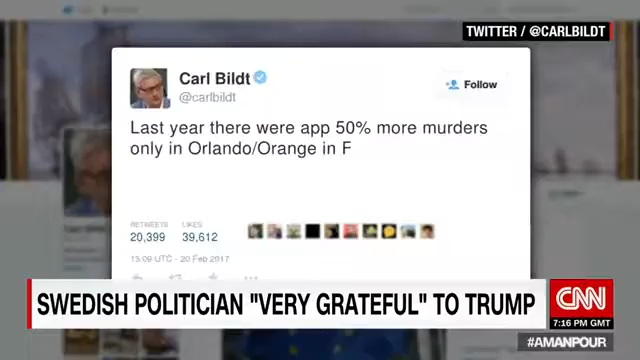 TWITTER / @CARLBILDT
Carl Bildt
@carlbildt
Follow
Last year there were app 50% more murders
only in Orlando/Orange in F
RETWEETS LIKES
20,399 39,612
13:09 UTC - 20 Feb 2017
SWEDISH POLITICIAN "VERY GRATEFUL" TO TRUMP
CNN
7:16 PM GMT
#AMANPOUR